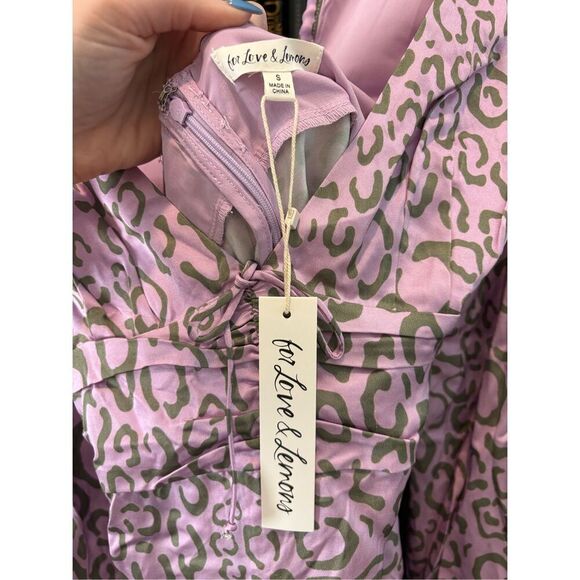 for Love & Lemons
S
MADE IN
CHINA
for Love & Lemons